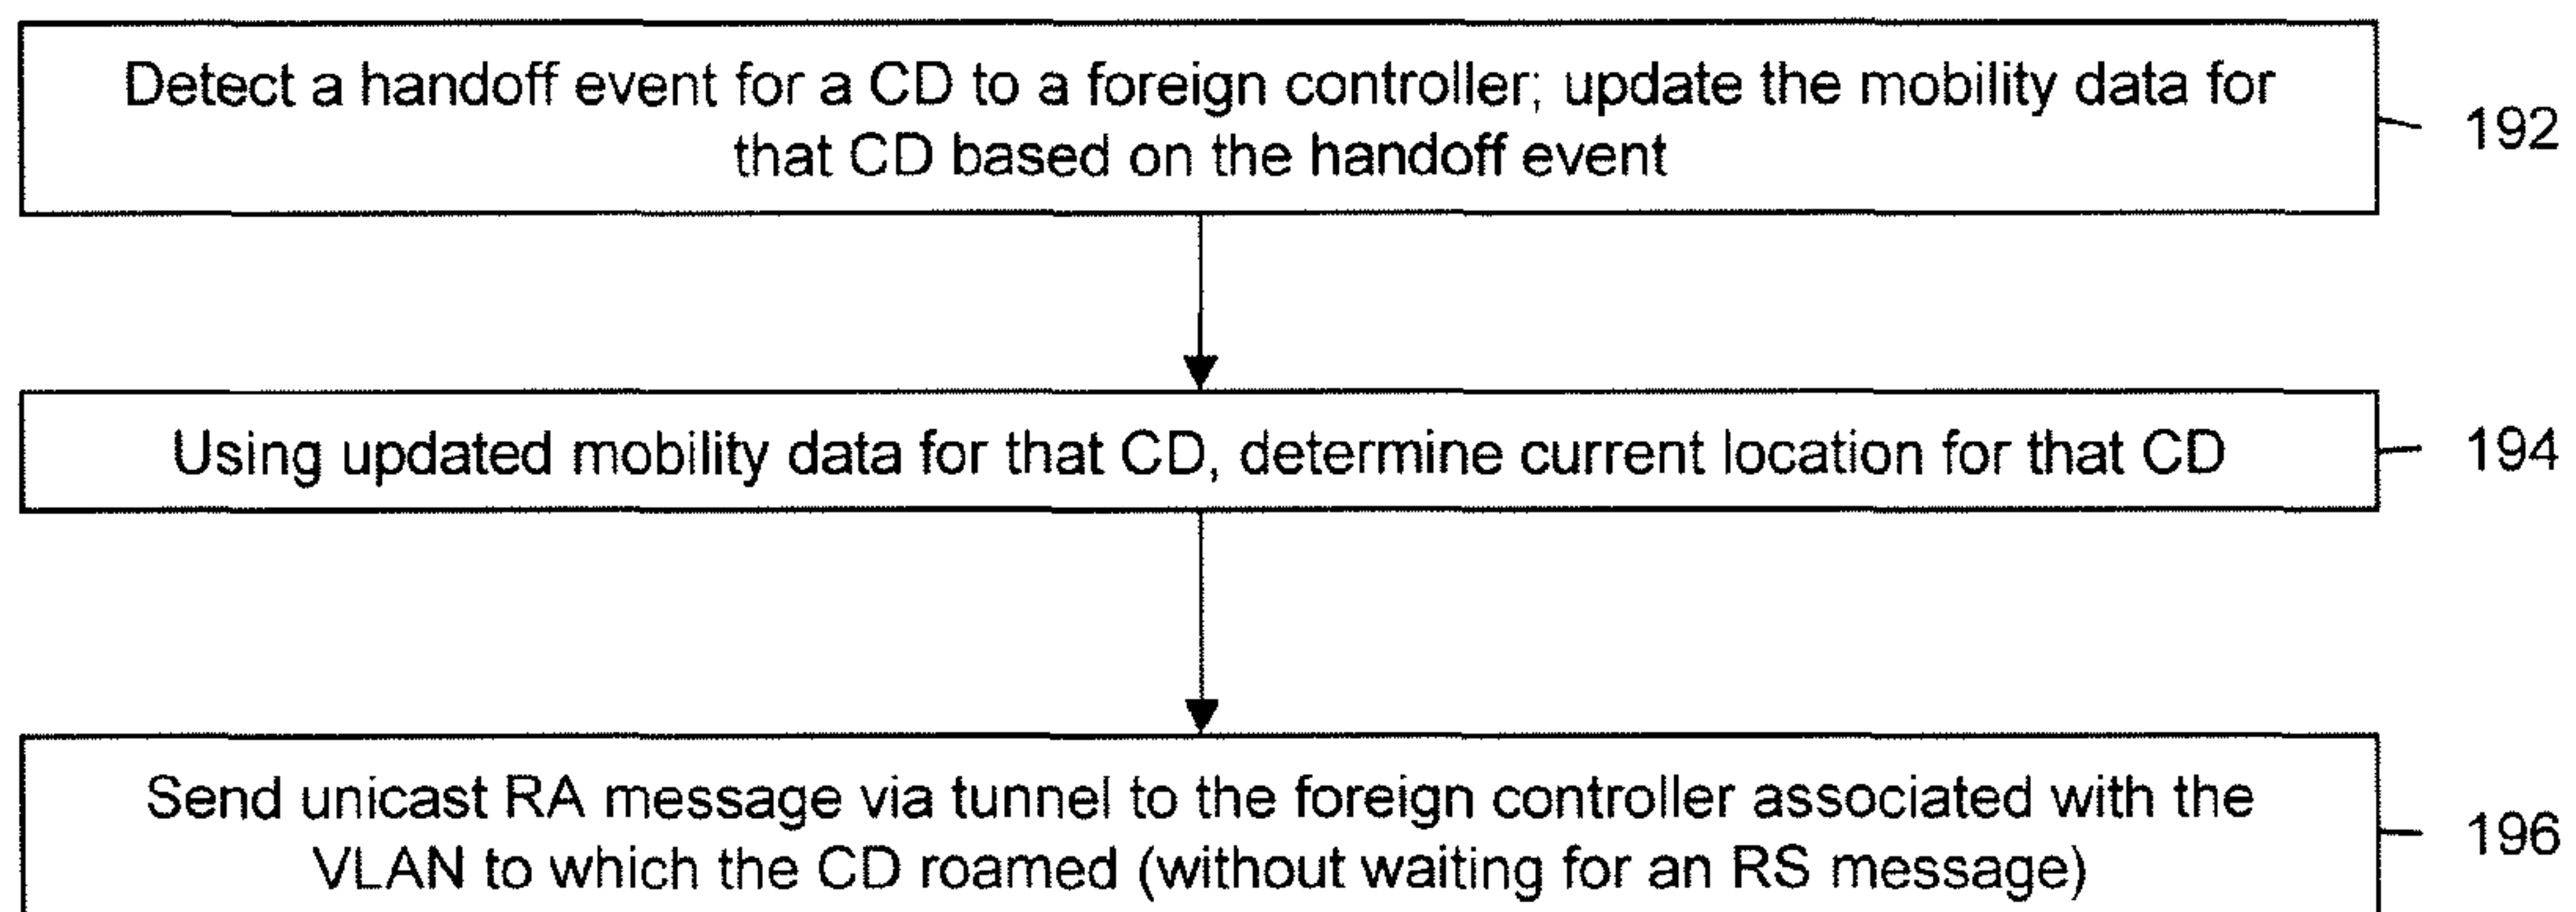 Detect a handoff event for a CD to a foreign controller; update the mobility data for
that CD based on the handoff event
192
Using updated mobility data for that CD, determine current location for that CD
194
Send unicast RA message via tunnel to the foreign controller associated with the
VLAN to which the CD roamed (without waiting for an RS message)
196